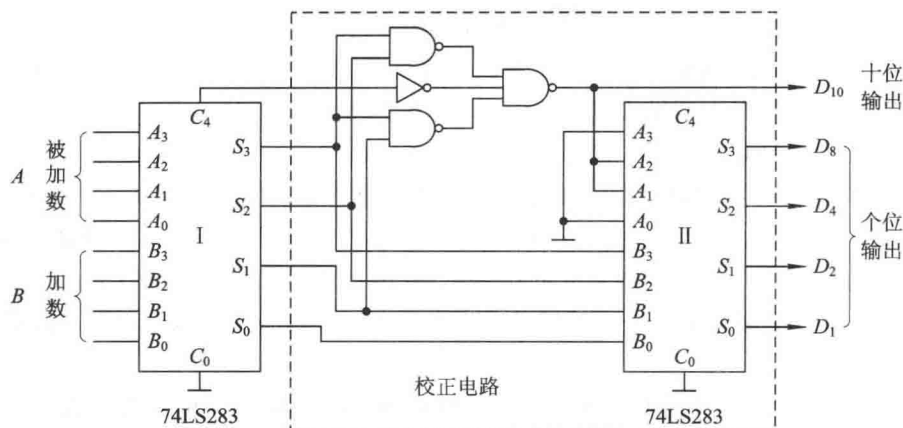 C₄
A₃
A₂
A₁
A₀
B₃
B₂
B₁
B₀
S₃
S₂
S₁
S₀
C₀
Ⅰ
A
被加数
B
加数
74LS283
校正电路
C₄
A₃
A₂
A₁
A₀
B₃
B₂
B₁
B₀
S₃
S₂
S₁
S₀
C₀
Ⅱ
74LS283
D₁₀
十位
输出
D₈
D₄
D₂
D₁
个位
输出